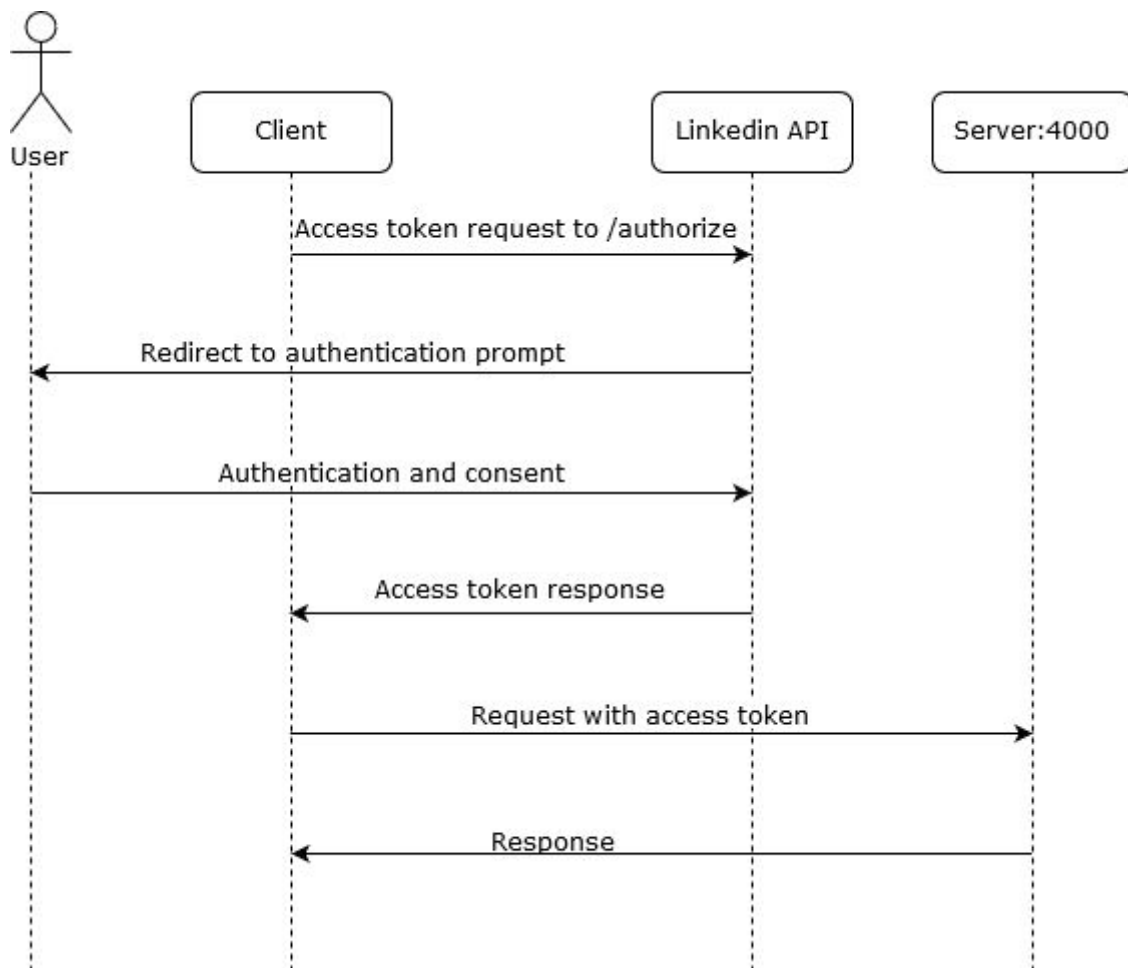 Client
Linkedin API
Server:4000
User
Access token request to /authorize
Redirect to authentication prompt
Authentication and consent
Access token response
Request with access token
Response